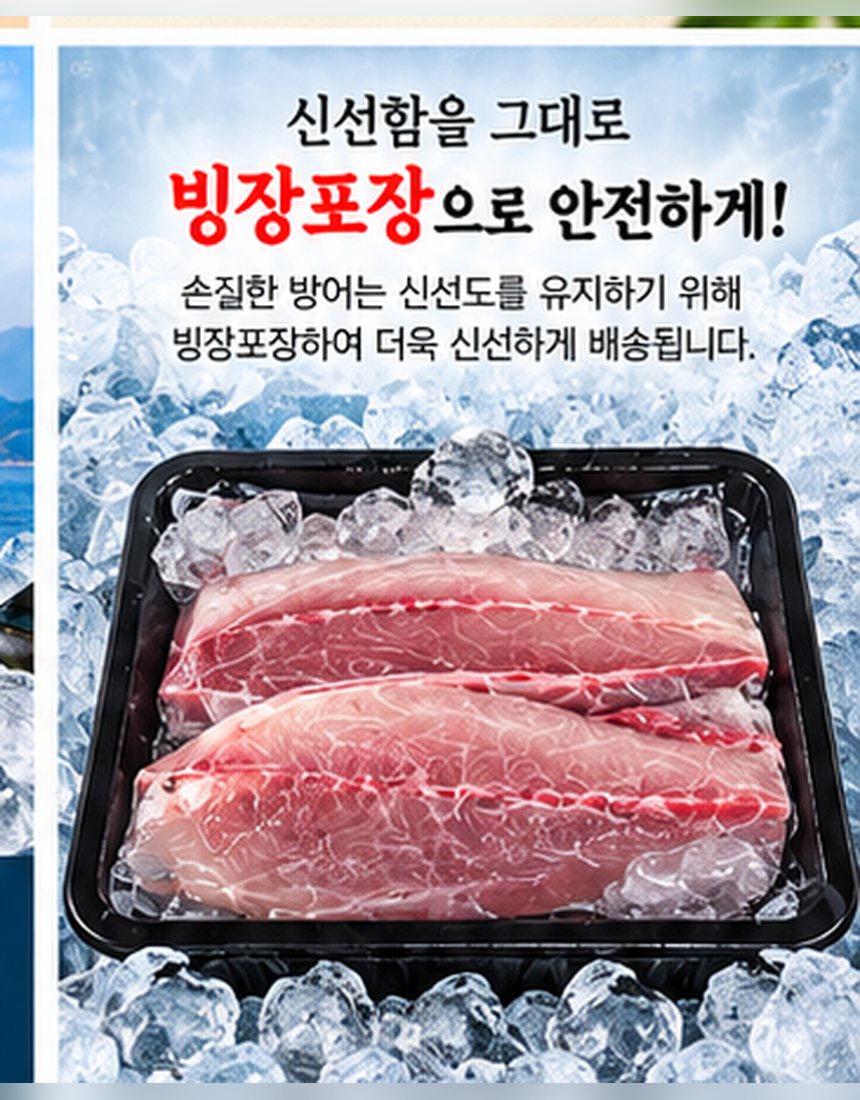 신선함을 그대로
빙장포장으로 안전하게!
손질한 방어는 신선도를 유지하기 위해
빙장포장하여 더욱 신선하게 배송됩니다.